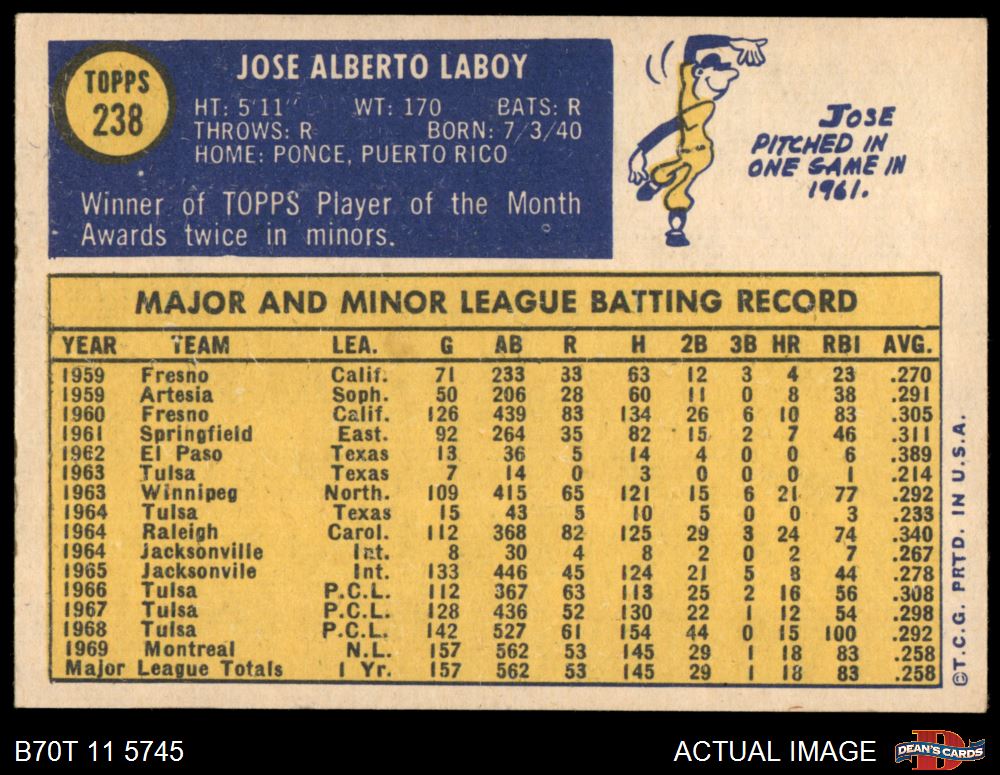 TOPPS
238
JOSE ALBERTO LABOY
HT: 5'11" WT: 170 BATS: R
THROWS: R BORN: 7/3/40
HOME: PONCE, PUERTO RICO
Winner of TOPPS Player of the Month
Awards twice in minors.
JOSE
PITCHED IN
ONE GAME IN
1961.
MAJOR AND MINOR LEAGUE BATTING RECORD
YEAR TEAM LEA. G AB R H 2B 3B HR RBI AVG.
1959 Fresno Calif. 71 233 33 63 12 3 4 23 .270
1959 Artesia Soph. 50 206 28 60 11 0 8 38 .291
1960 Fresno Calif. 126 439 83 134 26 6 10 83 .305
1961 Springfield East. 92 264 35 82 15 2 7 46 .311
1962 El Paso Texas 13 36 5 14 4 0 0 6 .389
1963 Tulsa Texas 7 14 0 3 0 0 0 1 .214
1963 Winnipeg North. 109 415 65 121 15 6 21 77 .292
1964 Tulsa Texas 15 43 5 10 5 0 0 3 .233
1964 Raleigh Carol. 112 368 82 125 29 3 24 74 .340
1964 Jacksonville Int. 8 30 4 8 2 0 2 7 .267
1965 Jacksonvile Int. 133 446 45 124 21 5 8 44 .278
1966 Tulsa P.C.L. 112 367 63 113 25 2 16 56 .308
1967 Tulsa P.C.L. 128 436 52 130 22 1 12 54 .298
1968 Tulsa P.C.L. 142 527 61 154 44 0 15 100 .292
1969 Montreal N.L. 157 562 53 145 29 1 18 83 .258
Major League Totals 1 Yr. 157 562 53 145 29 1 18 83 .258
©T.C.G. PRTD. IN U.S.A.
B70T 11 5745
ACTUAL IMAGE
D
DEAN'S CARDS